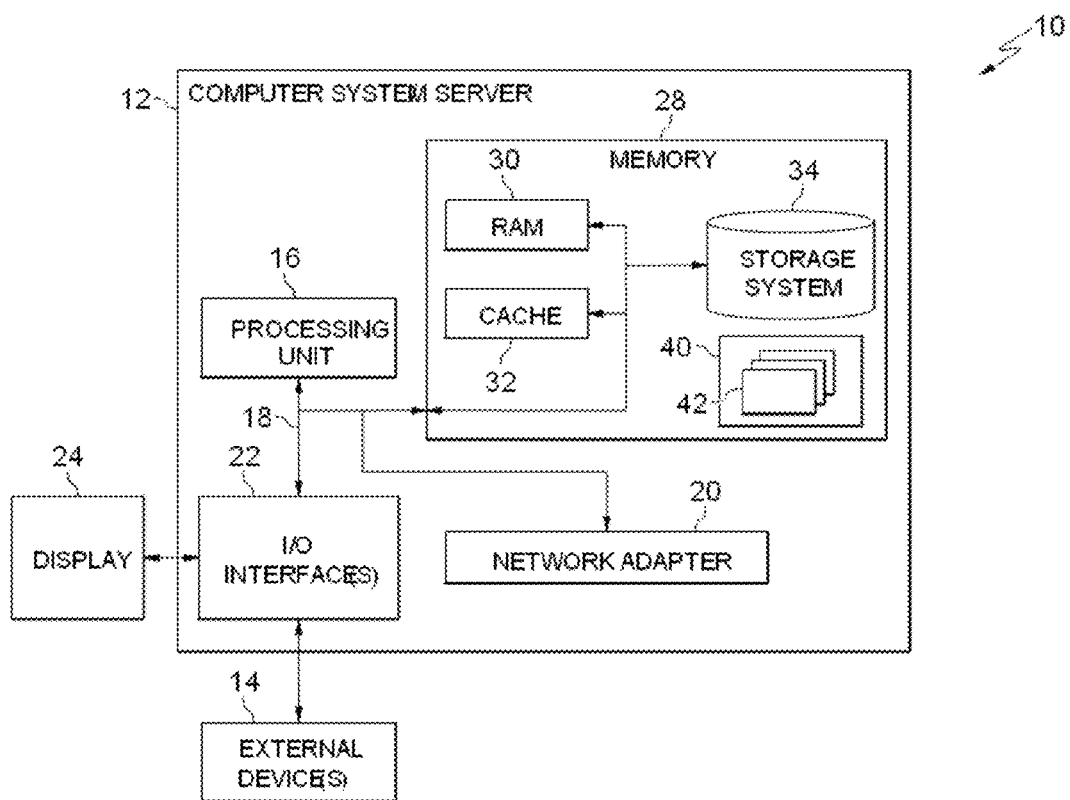 10
12
COMPUTER SYSTEM SERVER
28
MEMORY
30
RAM
34
STORAGE
SYSTEM
16
PROCESSING
UNIT
CACHE
32
40
42
18
24
22
DISPLAY
I/O
INTERFACE(S)
20
NETWORK ADAPTER
14
EXTERNAL
DEVICE(S)